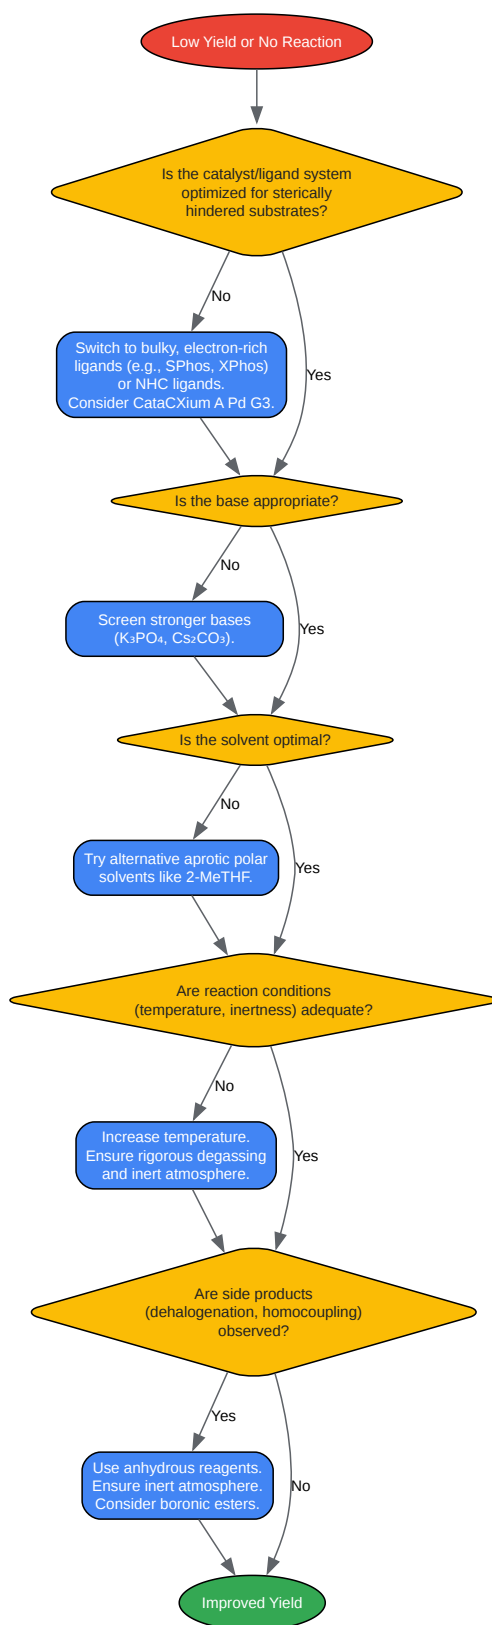 Low Yield or No Reaction
Is the catalyst/ligand system
optimized for sterically
hindered substrates?
No
Switch to bulky, electron-rich
ligands (e.g., SPhos, XPhos)
or NHC ligands.
Consider CataCXium A Pd G3.
Yes
Is the base appropriate?
No
Screen stronger bases
(K₃PO₄, Cs₂CO₃).
Yes
Is the solvent optimal?
No
Try alternative aprotic polar
solvents like 2-MeTHF.
Yes
Are reaction conditions
(temperature, inertness) adequate?
No
Increase temperature.
Ensure rigorous degassing
and inert atmosphere.
Yes
Are side products
(dehalogenation, homocoupling)
observed?
Yes
Use anhydrous reagents.
Ensure inert atmosphere.
Consider boronic esters.
No
Improved Yield